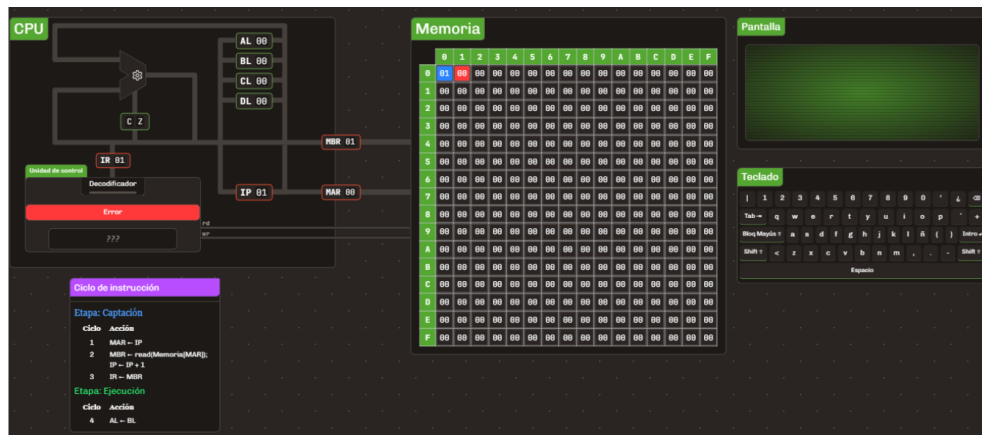 CPU
AL 00
BL 00
CL 00
DL 00
C Z
IR 01
MBR 01
IP 01
MAR 00
Unidad de control
Decodificador
Error
???
rd
wr
Ciclo de instrucción
Etapa: Captación
Ciclo Acción
1 MAR ← IP
2 MBR ← read(Memoria[MAR]);
IP ← IP + 1
3 IR ← MBR
Etapa: Ejecución
Ciclo Acción
4 AL ← BL
Memoria
0 1 2 3 4 5 6 7 8 9 A B C D E F
0 01 00 00 00 00 00 00 00 00 00 00 00 00 00 00 00
1 00 00 00 00 00 00 00 00 00 00 00 00 00 00 00 00
2 00 00 00 00 00 00 00 00 00 00 00 00 00 00 00 00
3 00 00 00 00 00 00 00 00 00 00 00 00 00 00 00 00
4 00 00 00 00 00 00 00 00 00 00 00 00 00 00 00 00
5 00 00 00 00 00 00 00 00 00 00 00 00 00 00 00 00
6 00 00 00 00 00 00 00 00 00 00 00 00 00 00 00 00
7 00 00 00 00 00 00 00 00 00 00 00 00 00 00 00 00
8 00 00 00 00 00 00 00 00 00 00 00 00 00 00 00 00
9 00 00 00 00 00 00 00 00 00 00 00 00 00 00 00 00
A 00 00 00 00 00 00 00 00 00 00 00 00 00 00 00 00
B 00 00 00 00 00 00 00 00 00 00 00 00 00 00 00 00
C 00 00 00 00 00 00 00 00 00 00 00 00 00 00 00 00
D 00 00 00 00 00 00 00 00 00 00 00 00 00 00 00 00
E 00 00 00 00 00 00 00 00 00 00 00 00 00 00 00 00
F 00 00 00 00 00 00 00 00 00 00 00 00 00 00 00 00
Pantalla
Teclado
| 1 2 3 4 5 6 7 8 9 0 ' ¿ ⌫
Tab q w e r t y u i o p ´ +
Bloq Mayús ⇧ a s d f g h j k l ñ { } Intro ↵
Shift ⇧ < z x c v b n m , . - Shift ⇧
Espacio